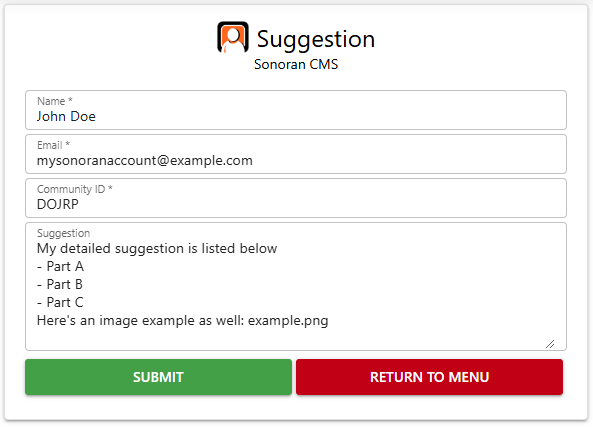 Suggestion
Sonoran CMS
Name *
John Doe
Email *
mysonoranaccount@example.com
Community ID *
DOJRP
Suggestion
My detailed suggestion is listed below
- Part A
- Part B
- Part C
Here's an image example as well: example.png
SUBMIT
RETURN TO MENU